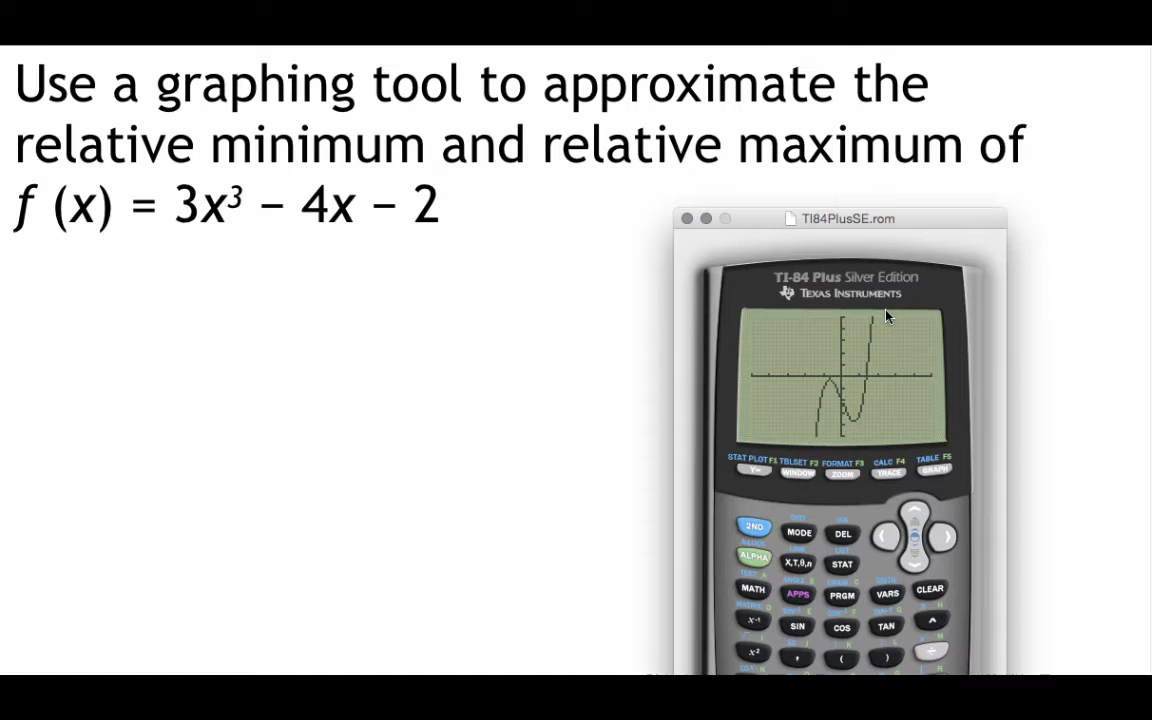 Use a graphing tool to approximate the
relative minimum and relative maximum of
f (x) = 3x³ − 4x − 2
TI84PlusSE.rom
TI-84 Plus Silver Edition
TEXAS INSTRUMENTS
STAT PLOT F1 TBLSET F2 FORMAT F3 CALC F4 TABLE F5
Y= WINDOW ZOOM TRACE GRAPH
2ND MODE DEL
ALPHA X,T,θ,n STAT
MATH APPS PRGM VARS CLEAR
x⁻¹ SIN COS TAN ^
x² , ( ) ÷